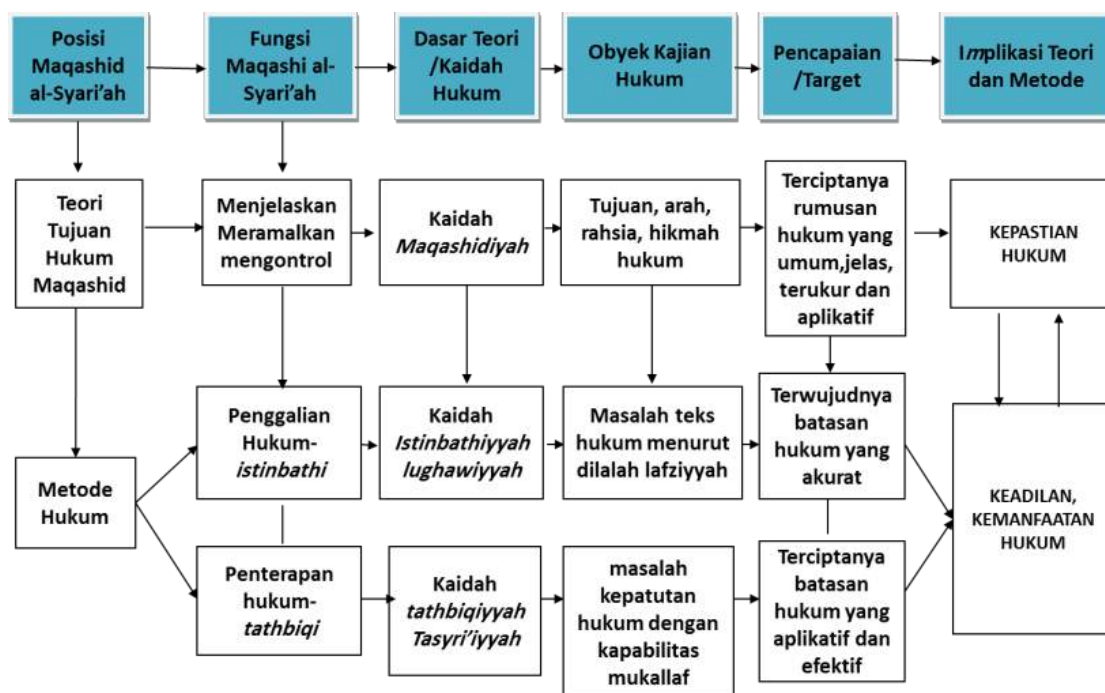 Posisi
Maqashid
al-Syari'ah
Fungsi
Maqashi al-
Syari'ah
Dasar Teori
/Kaidah
Hukum
Obyek Kajian
Hukum
Pencapaian
/Target
Implikasi Teori
dan Metode
Teori
Tujuan
Hukum
Maqashid
Menjelaskan
Meramalkan
mengontrol
Kaidah
Maqashidiyah
Tujuan, arah,
rahsia, hikmah
hukum
Terciptanya
rumusan
hukum yang
umum,jelas,
terukur dan
aplikatif
KEPASTIAN
HUKUM
Metode
Hukum
Penggalian
Hukum-
istinbathi
Kaidah
Istinbathiyyah
lughawiyyah
Masalah teks
hukum menurut
dilalah lafziyyah
Terwujudnya
batasan
hukum yang
akurat
KEADILAN,
KEMANFAATAN
HUKUM
Penterapan
hukum-
tathbiqi
Kaidah
tathbiqiyyah
Tasyri'iyyah
masalah
kepatutan
hukum dengan
kapabilitas
mukallaf
Terciptanya
batasan
hukum yang
aplikatif dan
efektif